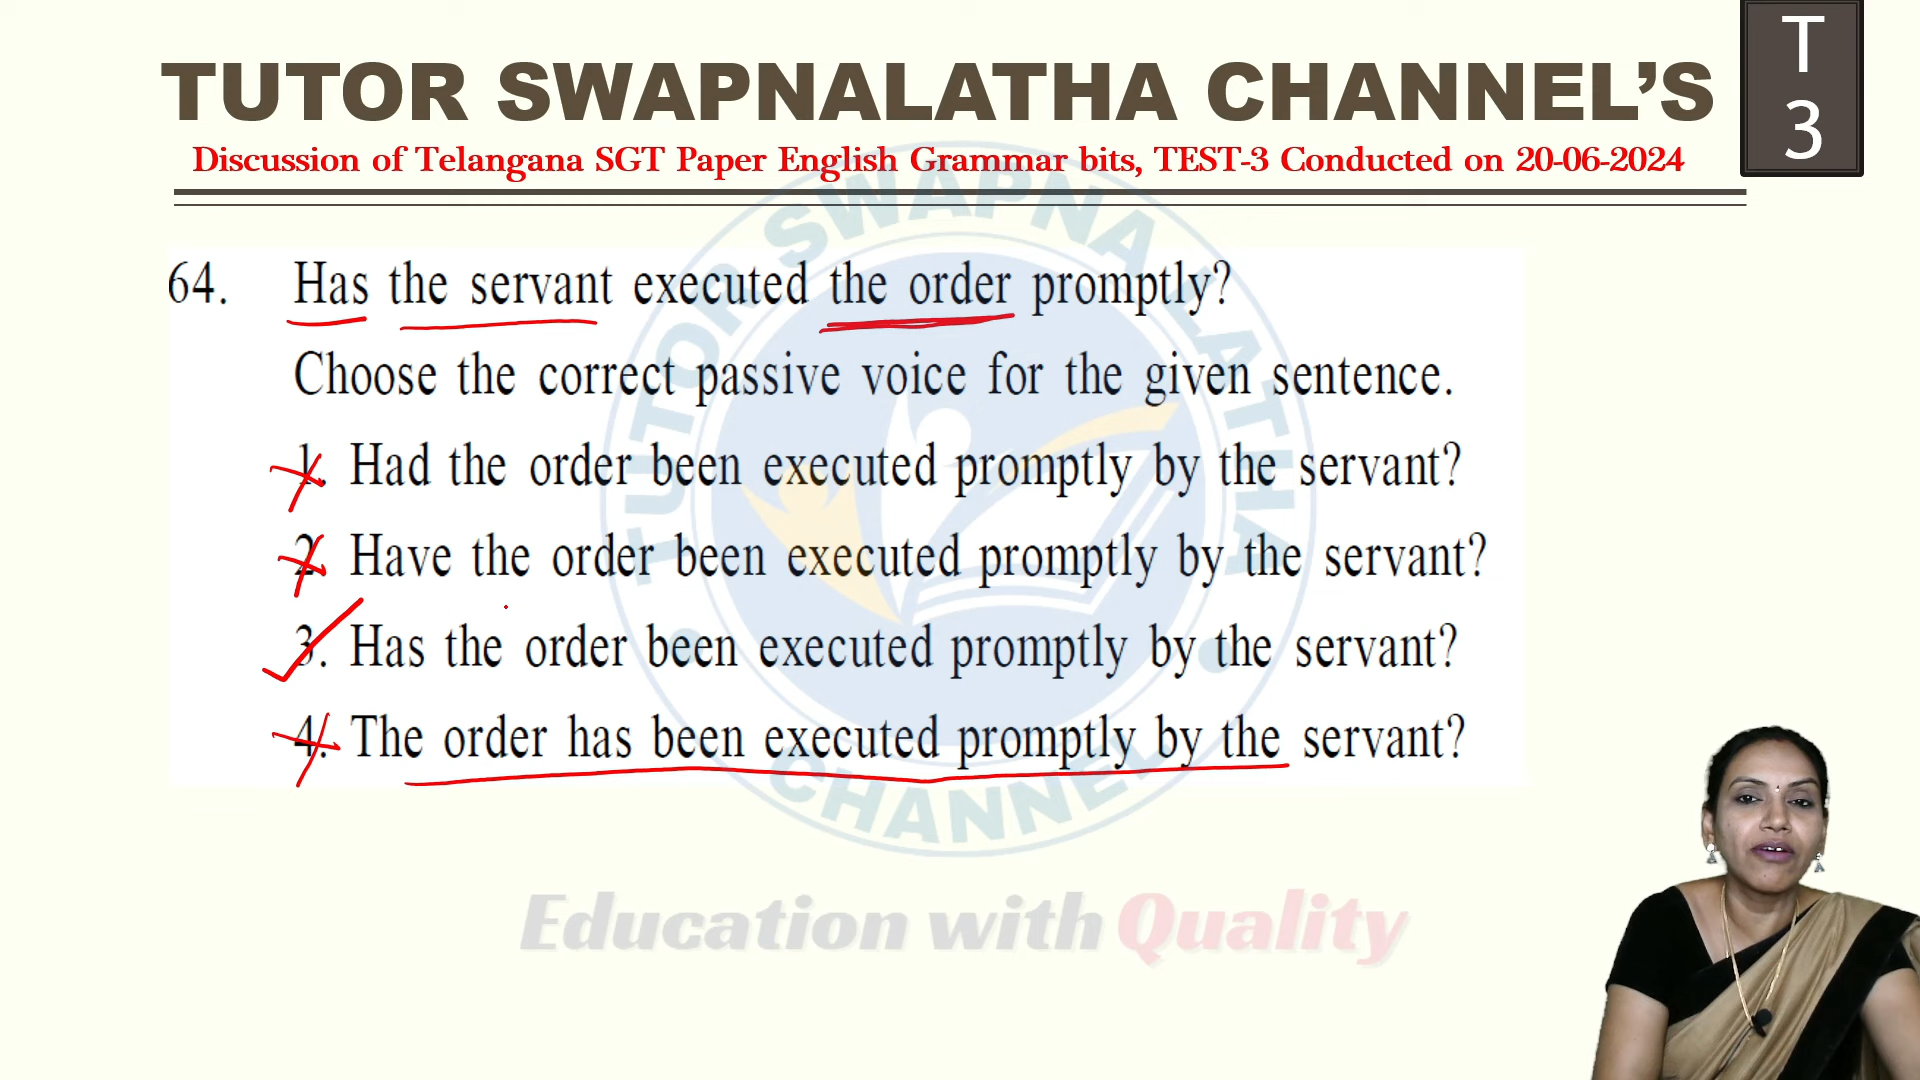 T
3
TUTOR SWAPNALATHA CHANNEL’S
Discussion of Telangana SGT Paper English Grammar bits, TEST-3 Conducted on 20-06-2024
64. Has the servant executed the order promptly?
Choose the correct passive voice for the given sentence.
1. Had the order been executed promptly by the servant?
2. Have the order been executed promptly by the servant?
3. Has the order been executed promptly by the servant?
4. The order has been executed promptly by the servant?
TUTOR SWAPNA LATHA
CHANNEL
Education with Quality